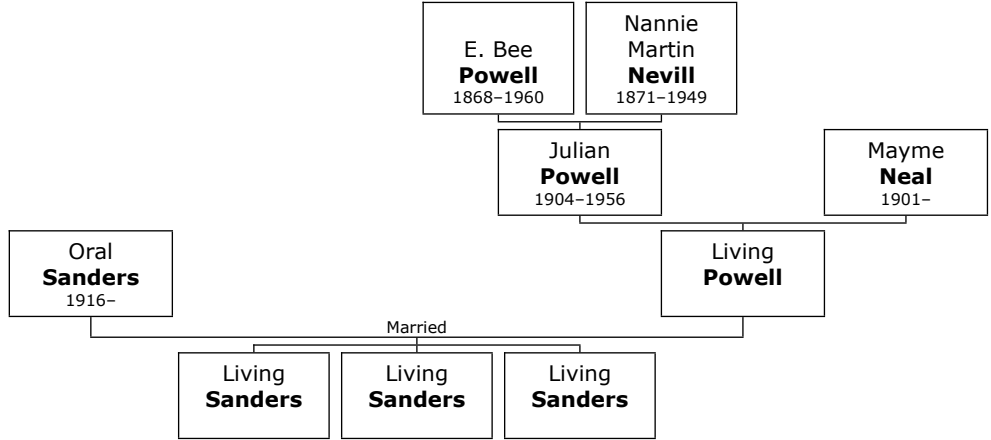 E. Bee
Powell
1868–1960
Nannie
Martin
Nevill
1871–1949
Julian
Powell
1904–1956
Mayme
Neal
1901–
Oral
Sanders
1916–
Living
Powell
Married
Living
Sanders
Living
Sanders
Living
Sanders